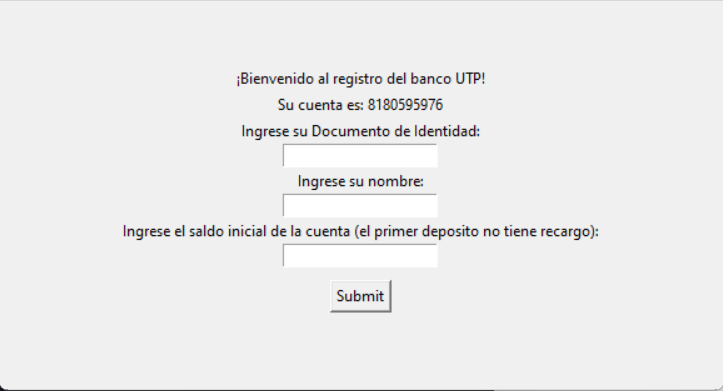 ¡Bienvenido al registro del banco UTP!
Su cuenta es: 8180595976
Ingrese su Documento de Identidad:
Ingrese su nombre:
Ingrese el saldo inicial de la cuenta (el primer deposito no tiene recargo):
Submit